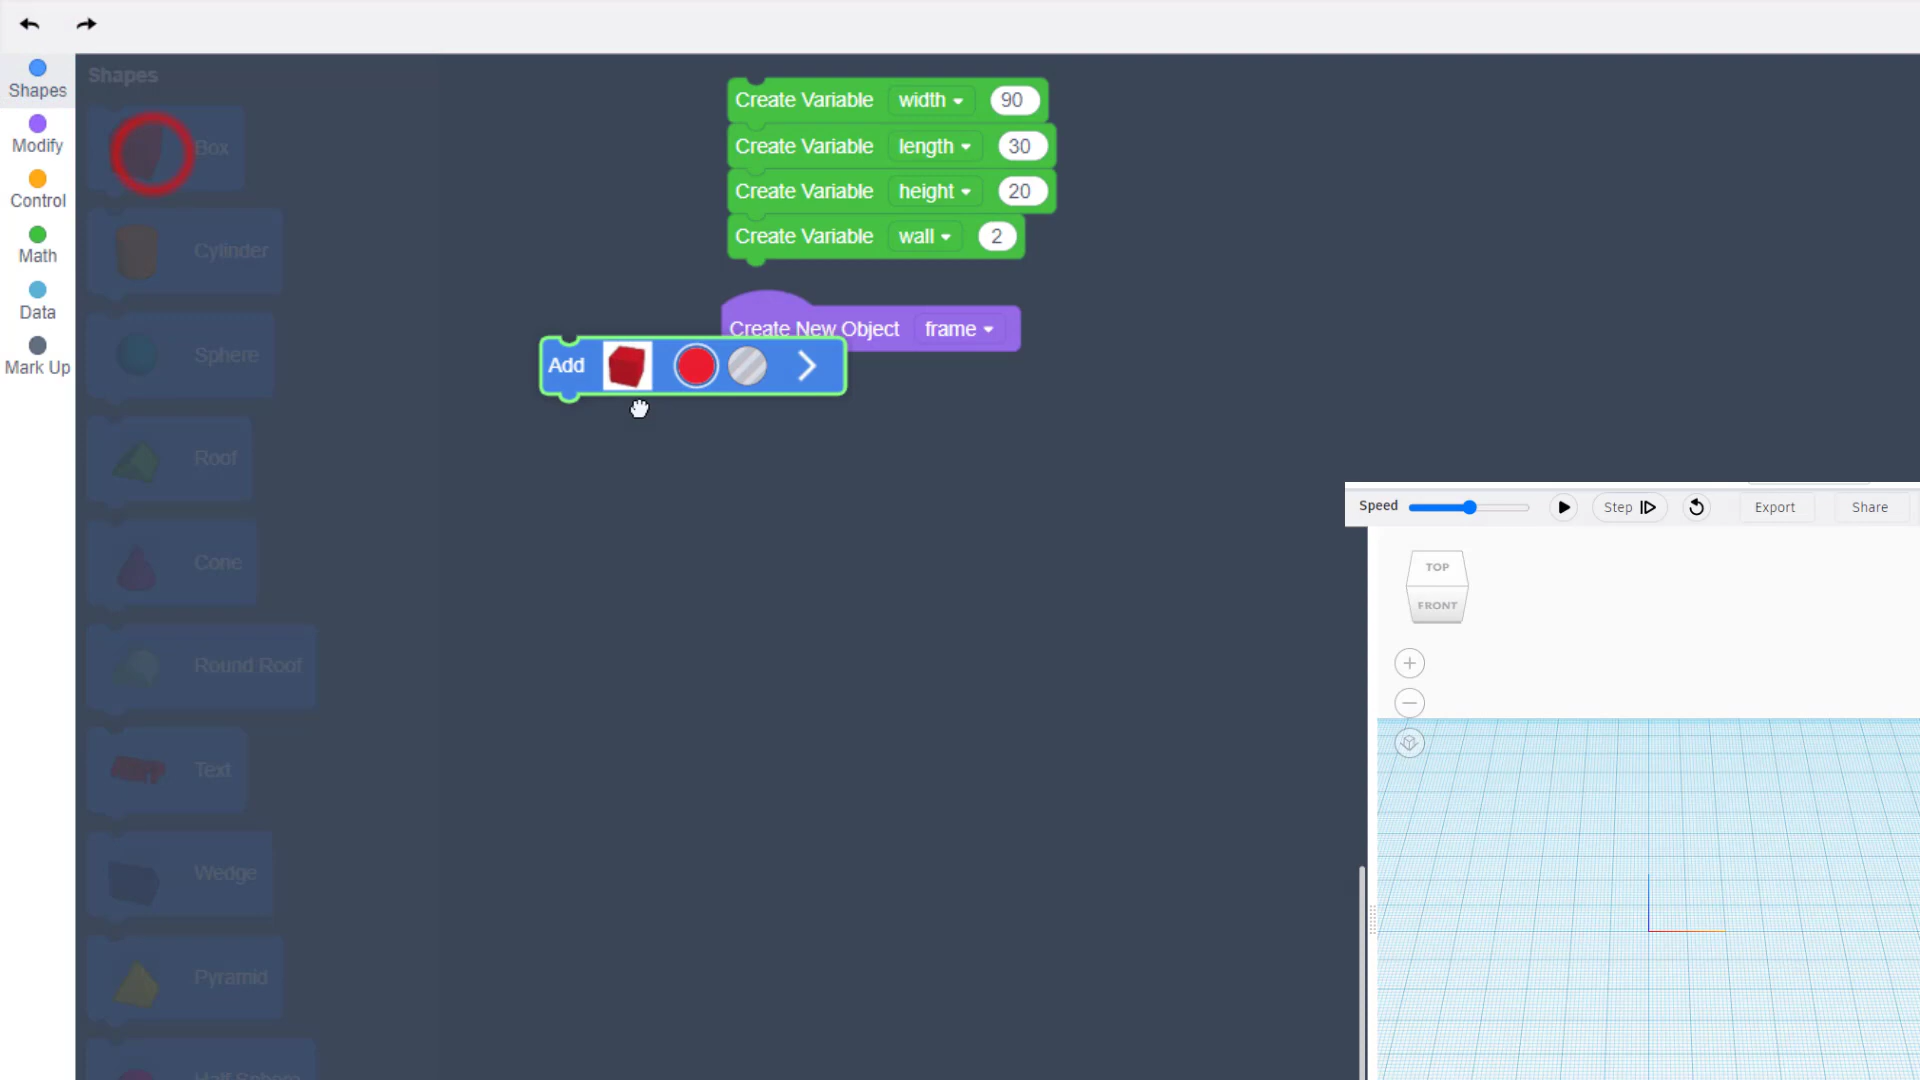 Shapes
Modify
Control
Math
Data
Mark Up
Shapes
Box
Cylinder
Sphere
Roof
Cone
Round Roof
Text
Wedge
Pyramid
Half Sphere
Create Variable width 90
Create Variable length 30
Create Variable height 20
Create Variable wall 2
Create New Object frame
Add
Speed Step Export Share
TOP
FRONT